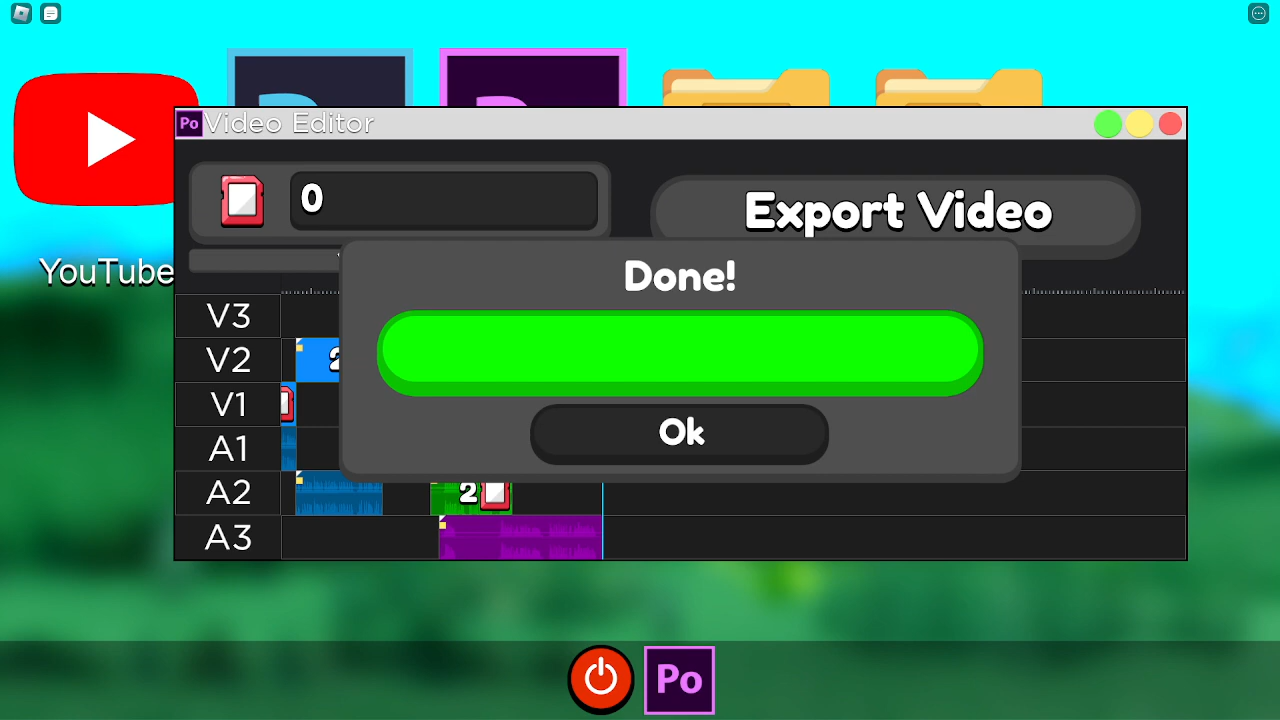 Po Video Editor
0
Export Video
YouTube
Done!
V3
V2
2
V1
Ok
A1
A2
2
A3
Po